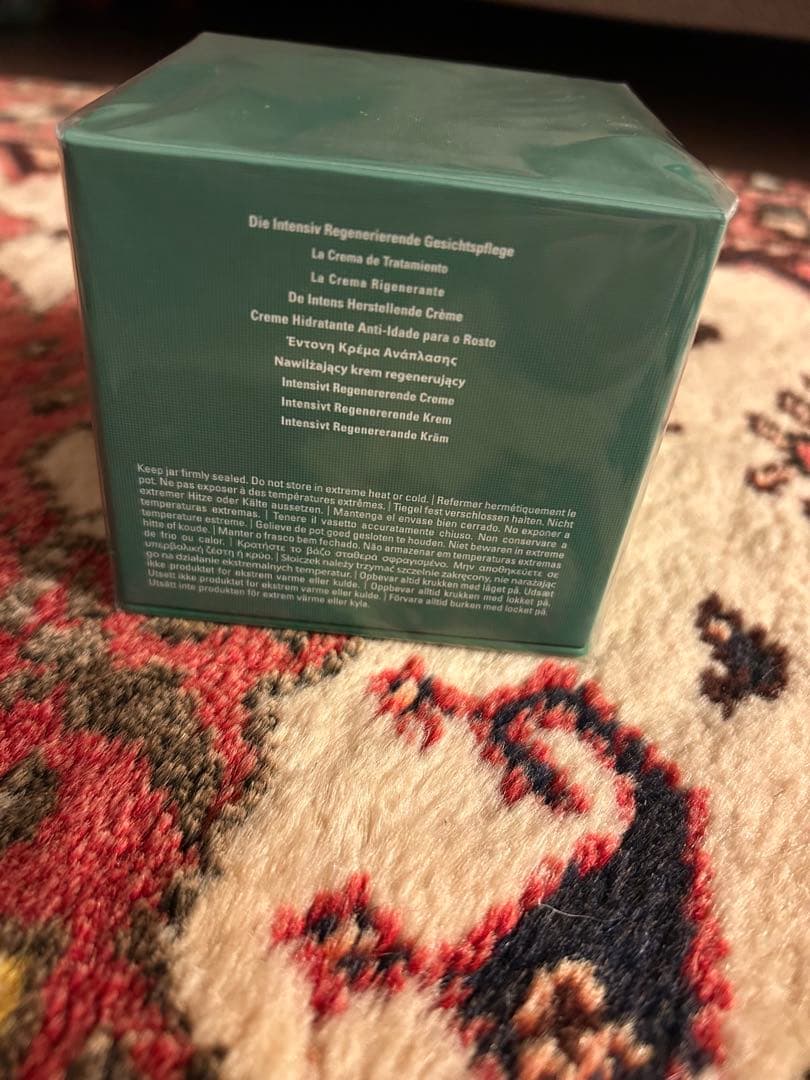 Die Intensiv Regenerierende Gesichtspflege
La Crema de Tratamiento
La Crema Rigenerante
De Intens Herstellende Crème
Creme Hidratante Anti-Idade para o Rosto
Έντονη Κρέμα Ανάπλασης
Nawilżający krem regenerujący
Intensivt Regenererende Creme
Intensivt Regenererende Krem
Intensivt Regenererande Kräm
Keep jar firmly sealed. Do not store in extreme heat or cold. | Refermer hermétiquement le
pot. Ne pas exposer à des températures extrêmes. | Tiegel fest verschlossen halten. Nicht
extremer Hitze oder Kälte aussetzen. | Mantenga el envase bien cerrado. No exponer a
temperaturas extremas. | Tenere il vasetto accuratamente chiuso. Non conservare a
temperature estreme. | Gelieve de pot goed gesloten te houden. Niet bewaren in extreme
hitte of koude. | Manter o frasco bem fechado. Não armazenar em temperaturas extremas
de frio ou calor. | Κρατήστε το βάζο σταθερά σφραγισμένο. Μην αποθηκεύετε σε
υπερβολική ζέστη ή κρύο. | Słoiczek należy trzymać szczelnie zakręcony, nie narażając
go na działanie ekstremalnych temperatur. | Opbevar altid krukken med låget på. Udsæt
ikke produktet for ekstrem varme eller kulde. | Oppbevar alltid krukken med lokket på.
Utsett ikke produktet for ekstrem varme eller kulde. | Förvara alltid burken med locket på.
Utsätt inte produkten för extrem värme eller kyla.